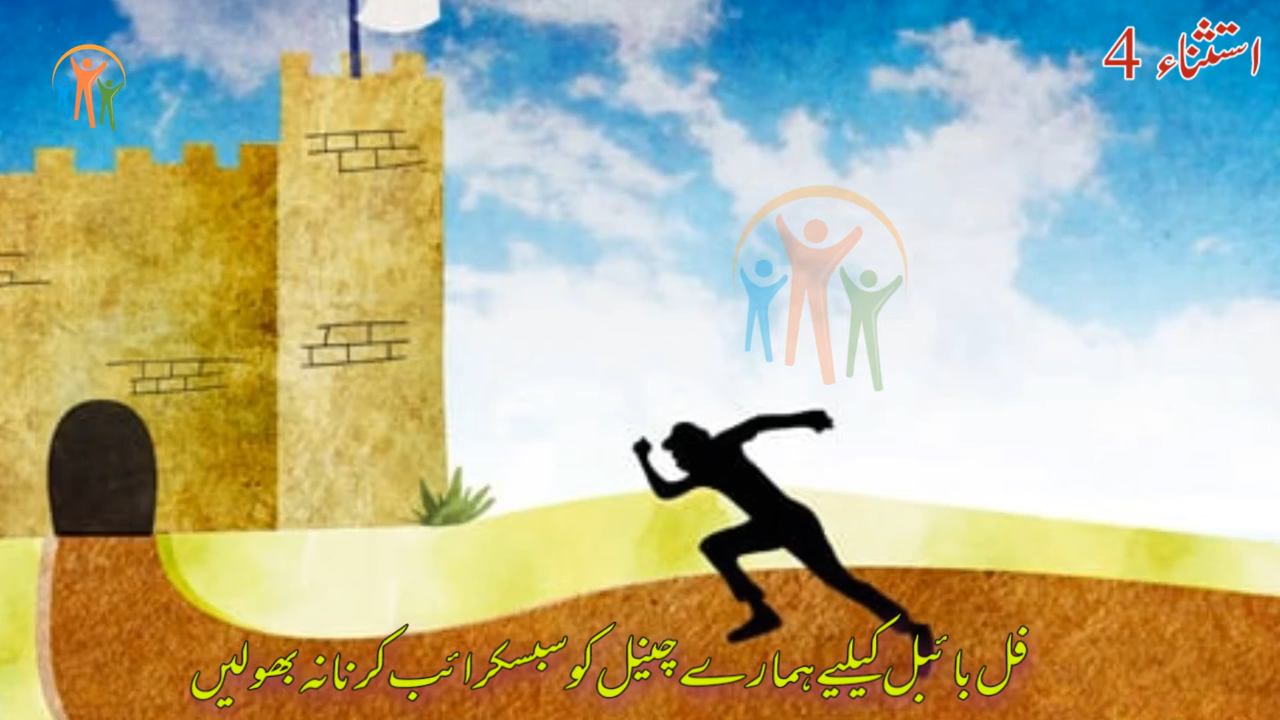 استثناء 4
فل بائبل کیلیے ہمارے چینل کو سبسکرائب کرنا نہ بھولیں